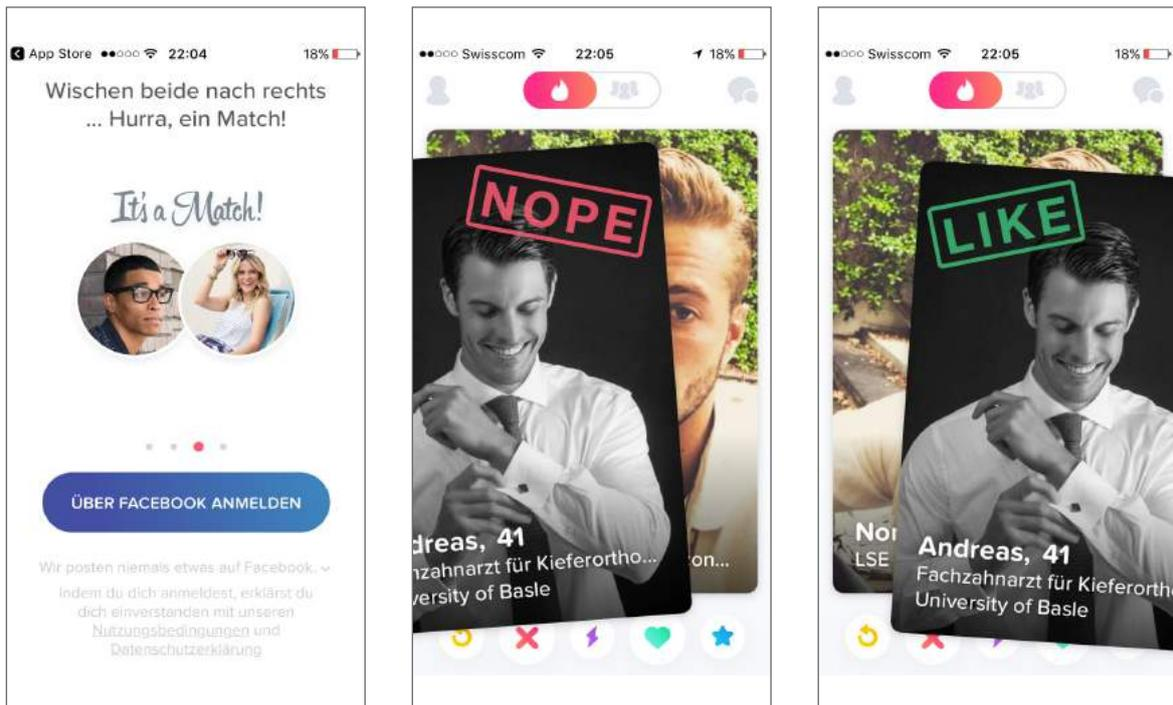 App Store 22:04 18%
Wischen beide nach rechts
... Hurra, ein Match!
It's a Match!
ÜBER FACEBOOK ANMELDEN
Wir posten niemals etwas auf Facebook.
Indem du dich anmeldest, erklärst du
dich einverstanden mit unseren
Nutzungsbedingungen und
Datenschutzerklärung
Swisscom 22:05 18%
NOPE
dreas, 41
hzahnarzt für Kieferortho...
versity of Basle
on...
Swisscom 22:05 18%
LIKE
Nor
LSE
Andreas, 41
Fachzahnarzt für Kieferortho
University of Basle